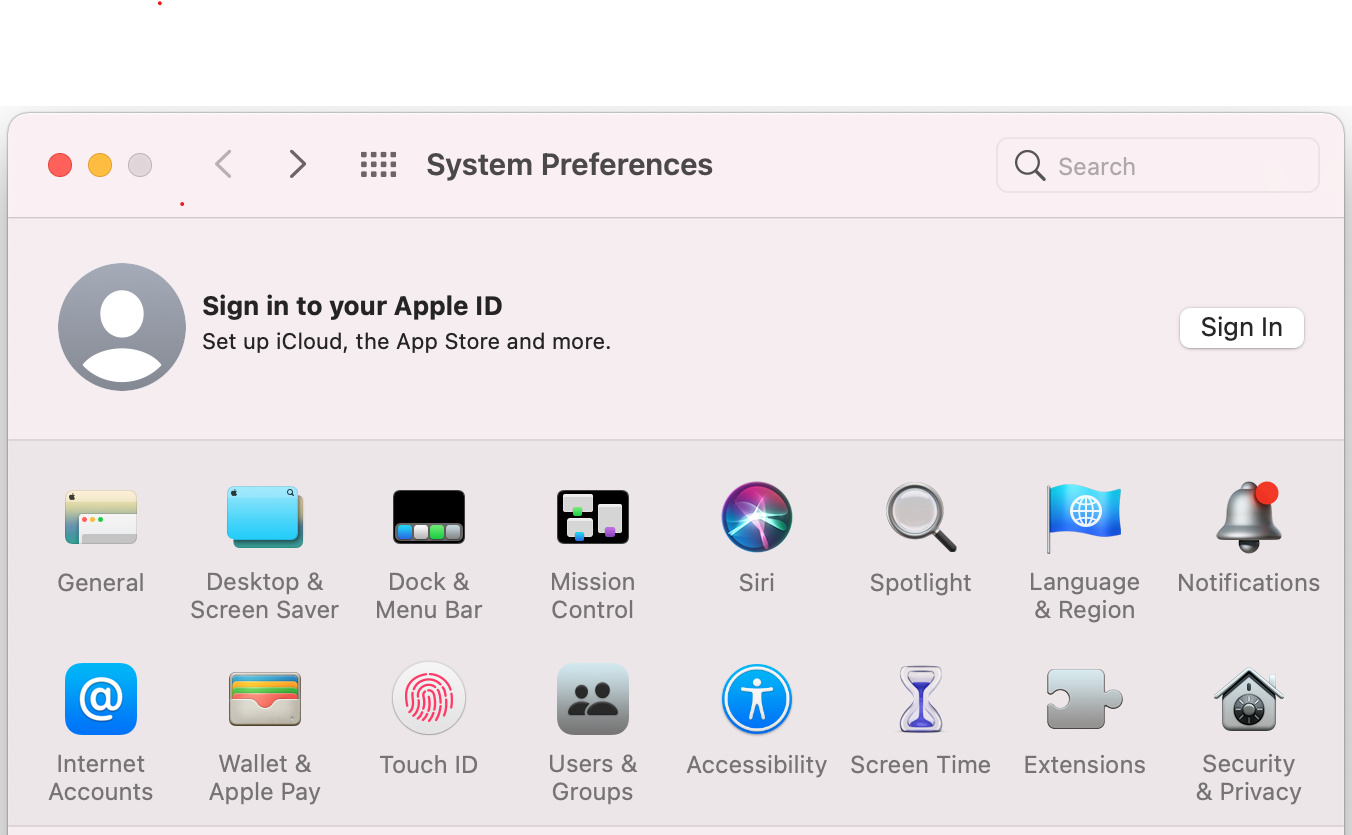 System Preferences
Search
Sign in to your Apple ID
Set up iCloud, the App Store and more.
Sign In
General
Desktop &
Screen Saver
Dock &
Menu Bar
Mission
Control
Siri
Spotlight
Language
& Region
Notifications
Internet
Accounts
Wallet &
Apple Pay
Touch ID
Users &
Groups
Accessibility
Screen Time
Extensions
Security
& Privacy